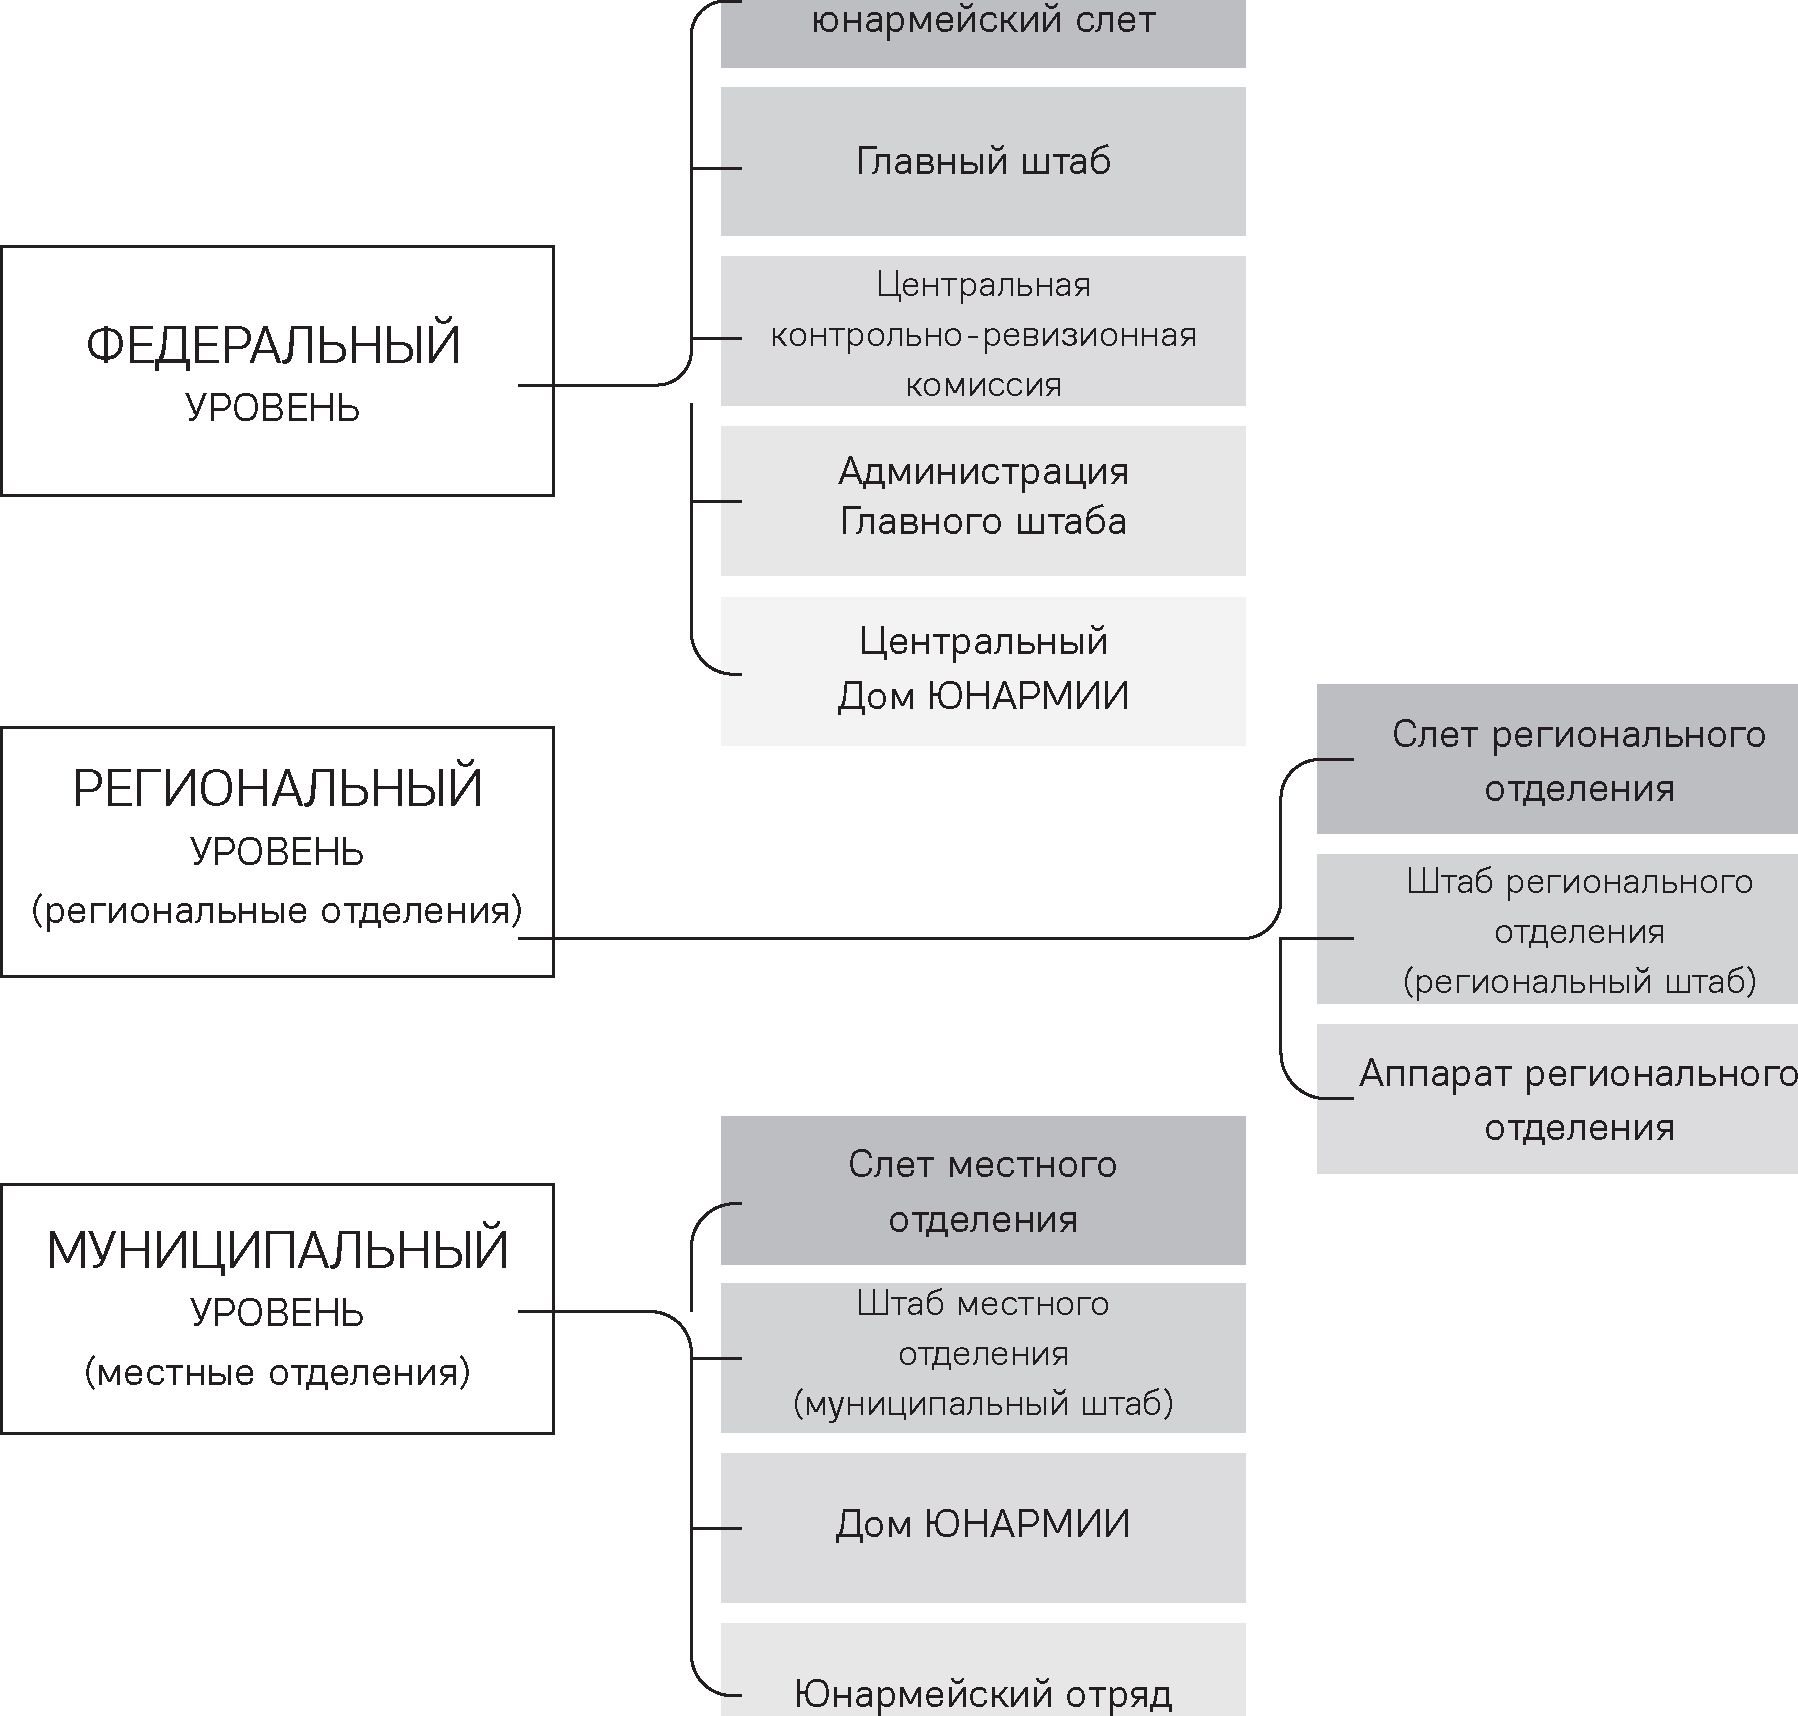 юнармейский слет
Главный штаб
Центральная
контрольно-ревизионная
комиссия
ФЕДЕРАЛЬНЫЙ
УРОВЕНЬ
Администрация
Главного штаба
Центральный
Дом ЮНАРМИИ
РЕГИОНАЛЬНЫЙ
УРОВЕНЬ
(региональные отделения)
Слет регионального
отделения
Штаб регионального
отделения
(региональный штаб)
Аппарат регионального
отделения
МУНИЦИПАЛЬНЫЙ
УРОВЕНЬ
(местные отделения)
Слет местного
отделения
Штаб местного
отделения
(муниципальный штаб)
Дом ЮНАРМИИ
Юнармейский отряд